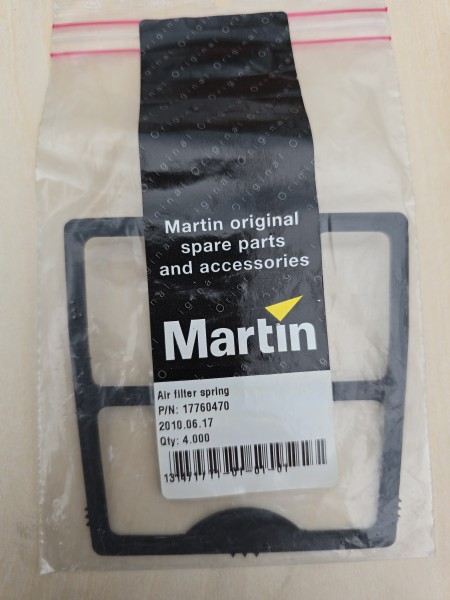 Martin original
spare parts
and accessories
Martin
Air filter spring
P/N: 17760470
2010.06.17
Qty: 4.000